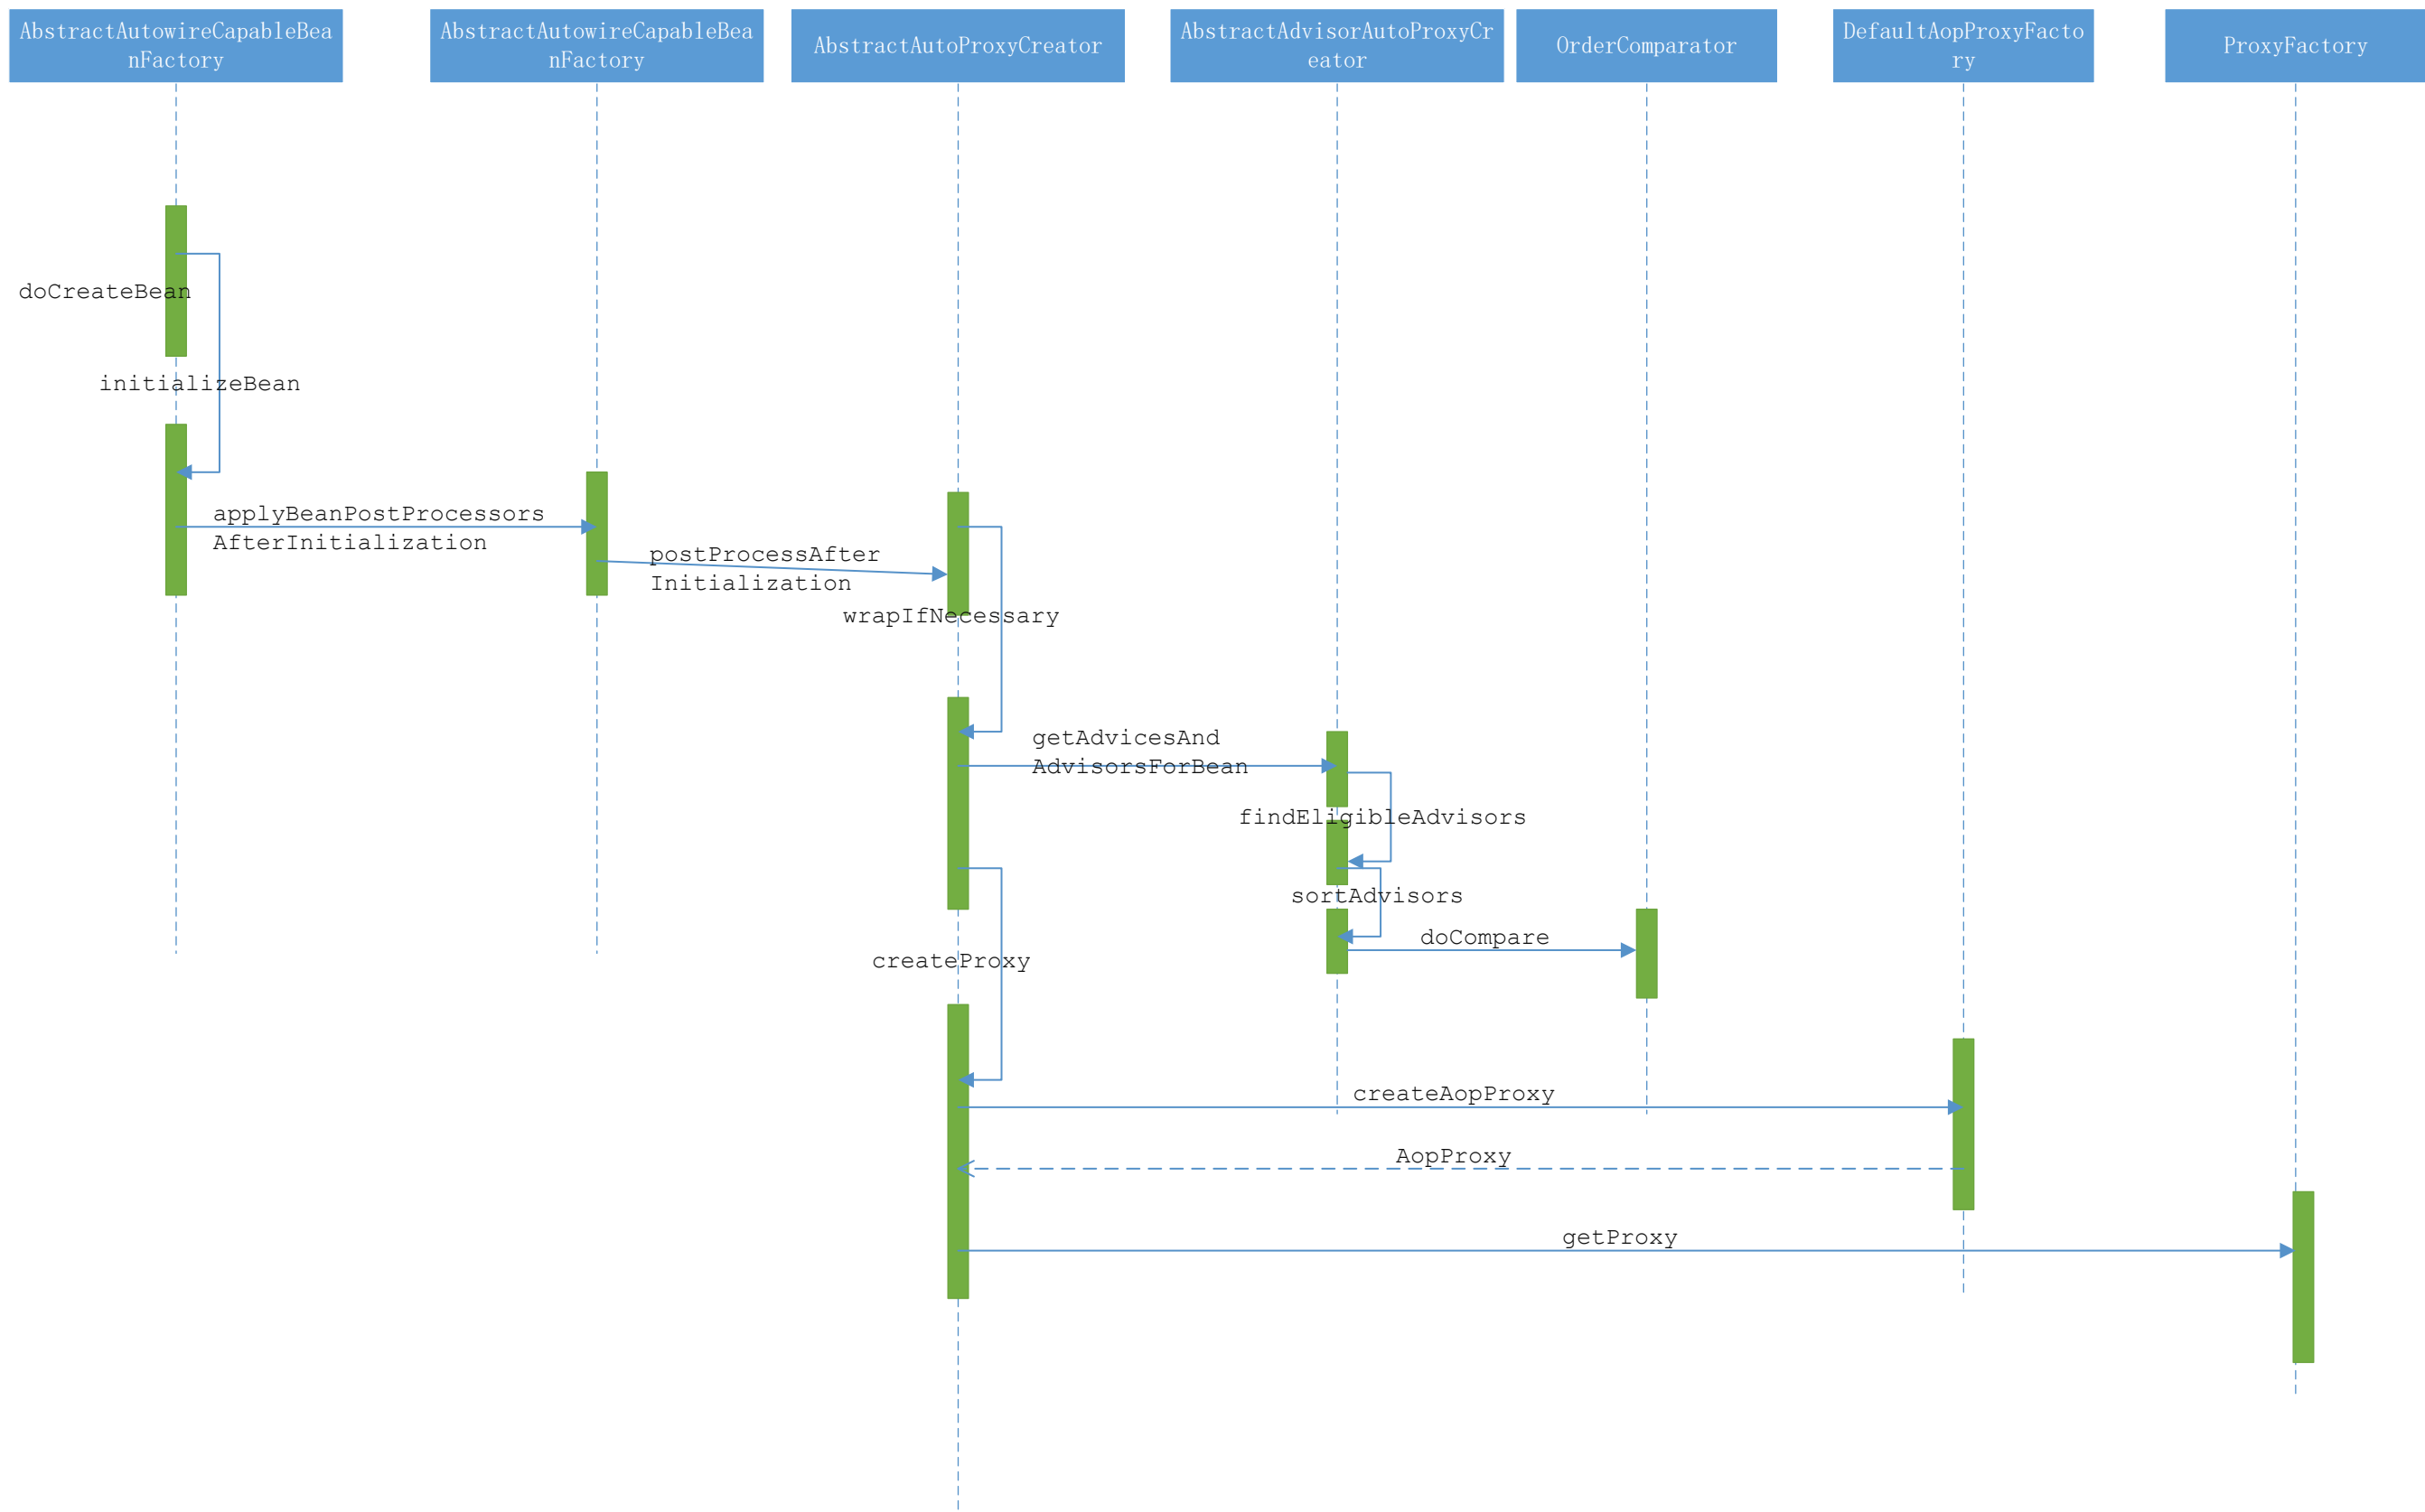 AbstractAutowireCapableBea
nFactory
AbstractAutowireCapableBea
nFactory
AbstractAutoProxyCreator
AbstractAdvisorAutoProxyCr
eator
OrderComparator
DefaultAopProxyFacto
ry
ProxyFactory
doCreateBean
initializeBean
applyBeanPostProcessors
AfterInitialization
postProcessAfter
Initialization
wrapIfNecessary
getAdvicesAnd
AdvisorsForBean
findEligibleAdvisors
sortAdvisors
doCompare
createProxy
createAopProxy
AopProxy
getProxy